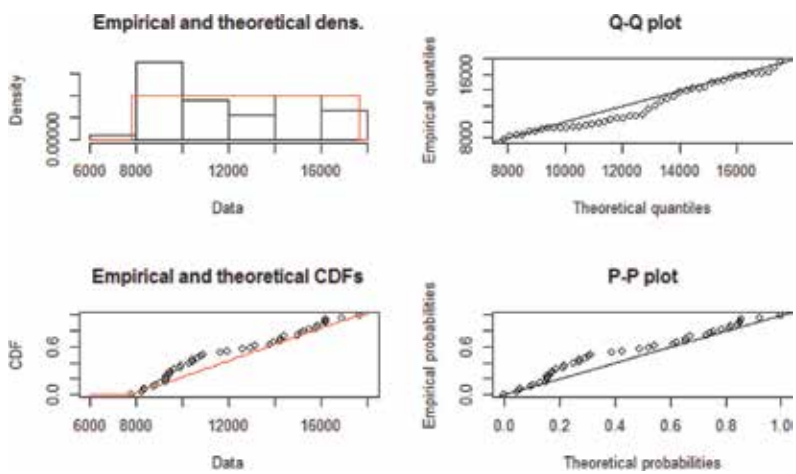 Empirical and theoretical dens.
Density
0.00000
6000 8000 12000 16000
Data
Q-Q plot
Empirical quantiles
8000 16000
8000 10000 12000 14000 16000
Theoretical quantiles
Empirical and theoretical CDFs
CDF
0.0 0.6
6000 8000 12000 16000
Data
P-P plot
Empirical probabilities
0.0 0.6
0.0 0.2 0.4 0.6 0.8 1.0
Theoretical probabilities